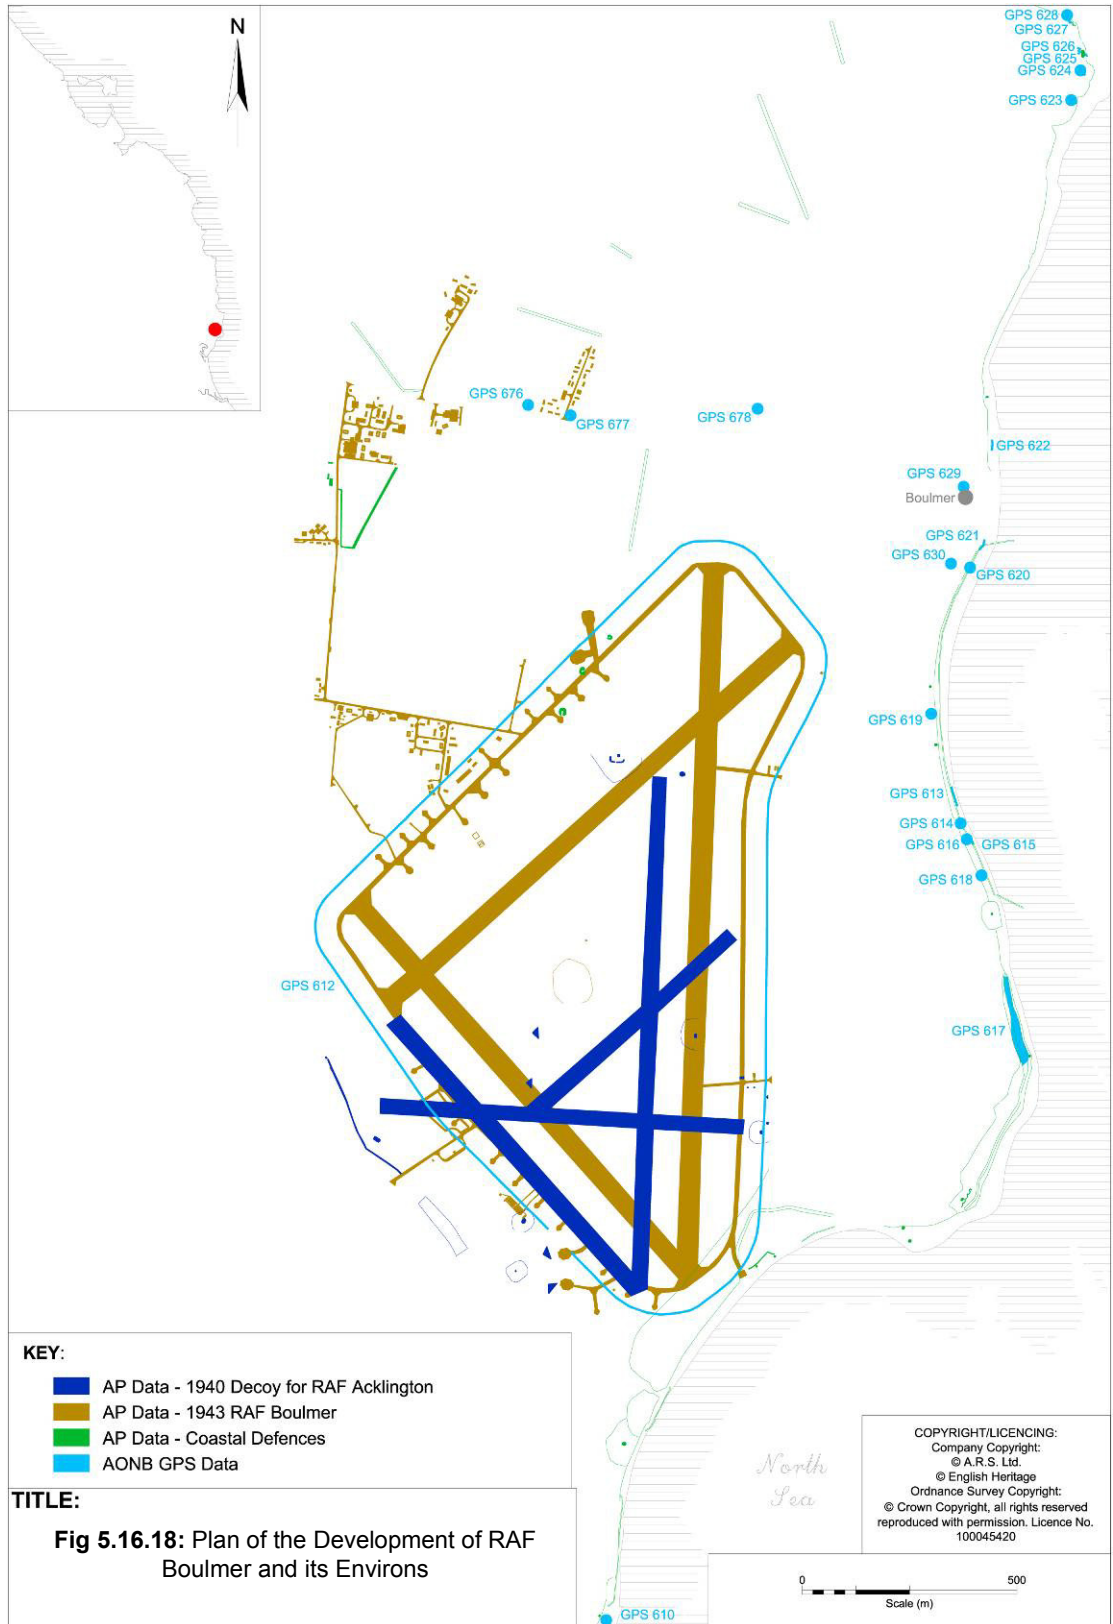 N
GPS 628
GPS 627
GPS 626
GPS 625
GPS 624
GPS 623
GPS 676
GPS 677
GPS 678
GPS 622
GPS 629
Boulmer
GPS 621
GPS 630
GPS 620
GPS 619
GPS 613
GPS 614
GPS 616
GPS 615
GPS 618
GPS 612
GPS 617
KEY:
AP Data - 1940 Decoy for RAF Acklington
AP Data - 1943 RAF Boulmer
AP Data - Coastal Defences
AONB GPS Data
North
Sea
COPYRIGHT/LICENCING:
Company Copyright:
© A.R.S. Ltd.
© English Heritage
Ordnance Survey Copyright:
© Crown Copyright, all rights reserved
reproduced with permission. Licence No.
100045420
TITLE:
Fig 5.16.18: Plan of the Development of RAF
Boulmer and its Environs
0 500
Scale (m)
GPS 610